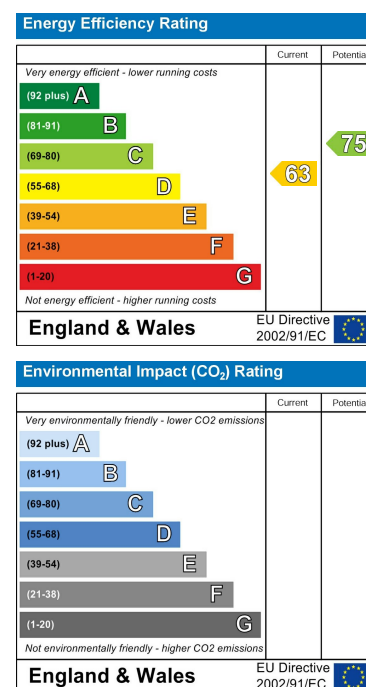 Energy Efficiency Rating
Current Potentia
Very energy efficient - lower running costs
(92 plus) A
(81-91) B
(69-80) C
75
(55-68) D
63
(39-54) E
(21-38) F
(1-20) G
Not energy efficient - higher running costs
England & Wales
EU Directive
2002/91/EC
Environmental Impact (CO₂) Rating
Current Potentia
Very environmentally friendly - lower CO2 emissions
(92 plus) A
(81-91) B
(69-80) C
(55-68) D
(39-54) E
(21-38) F
(1-20) G
Not environmentally friendly - higher CO2 emissions
England & Wales
EU Directive
2002/91/EC